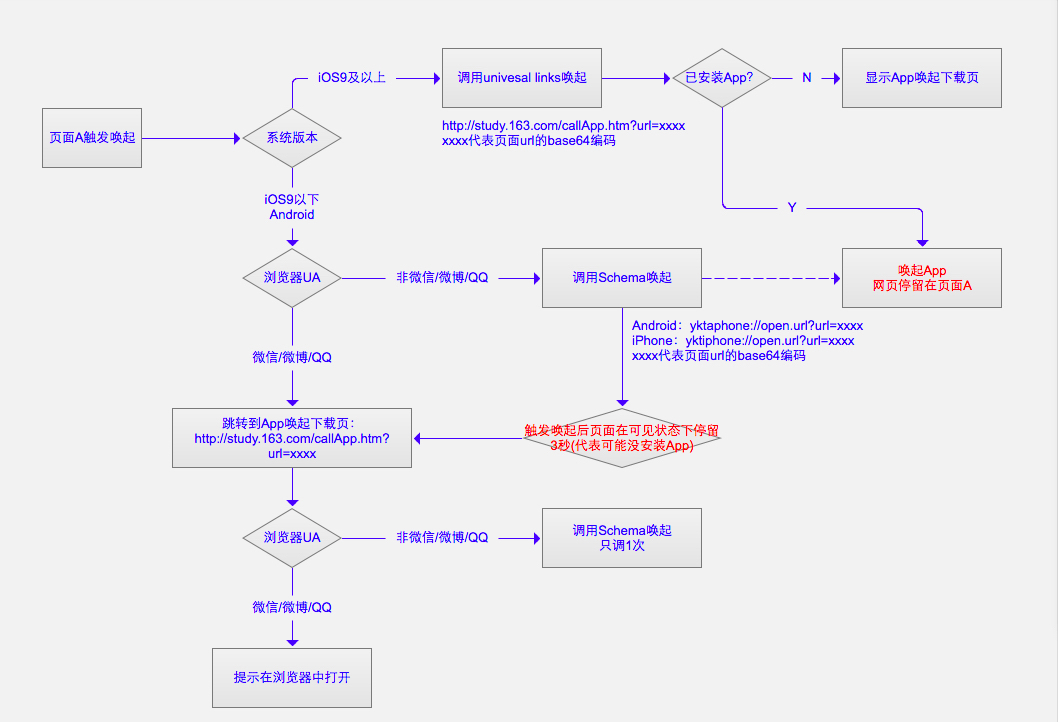 iOS9及以上
调用univesal links唤起
已安装App?
N
显示App唤起下载页
页面A触发唤起
系统版本
http://study.163.com/callApp.htm?url=xxxx
xxxx代表页面url的base64编码
iOS9以下
Android
Y
浏览器UA
非微信/微博/QQ
调用Schema唤起
唤起App
网页停留在页面A
Android：yktaphone://open.url?url=xxxx
iPhone：yktiphone://open.url?url=xxxx
xxxx代表页面url的base64编码
微信/微博/QQ
跳转到App唤起下载页：
http://study.163.com/callApp.htm?
url=xxxx
触发唤起后页面在可见状态下停留
3秒(代表可能没安装App)
浏览器UA
非微信/微博/QQ
调用Schema唤起
只调1次
微信/微博/QQ
提示在浏览器中打开